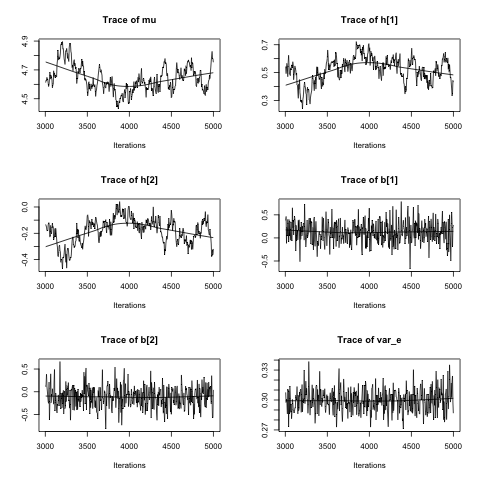 Trace of mu
4.5 4.7 4.9
3000 3500 4000 4500 5000
Iterations
Trace of h[1]
0.3 0.5 0.7
3000 3500 4000 4500 5000
Iterations
Trace of h[2]
-0.4 -0.2 0.0
3000 3500 4000 4500 5000
Iterations
Trace of b[1]
-0.5 0.0 0.5
3000 3500 4000 4500 5000
Iterations
Trace of b[2]
-0.5 0.0 0.5
3000 3500 4000 4500 5000
Iterations
Trace of var_e
0.27 0.30 0.33
3000 3500 4000 4500 5000
Iterations